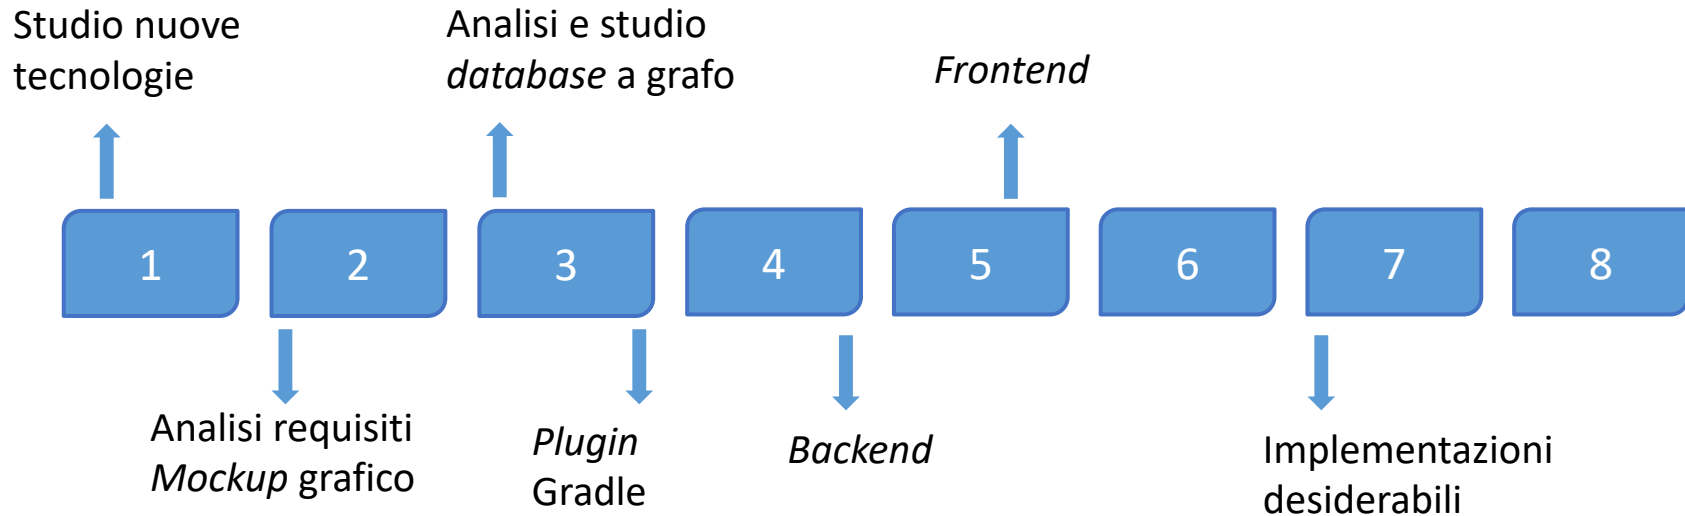 Studio nuove
tecnologie
Analisi e studio
database a grafo
Frontend
1
2
3
4
5
6
7
8
Analisi requisiti
Mockup grafico
Plugin
Gradle
Backend
Implementazioni
desiderabili